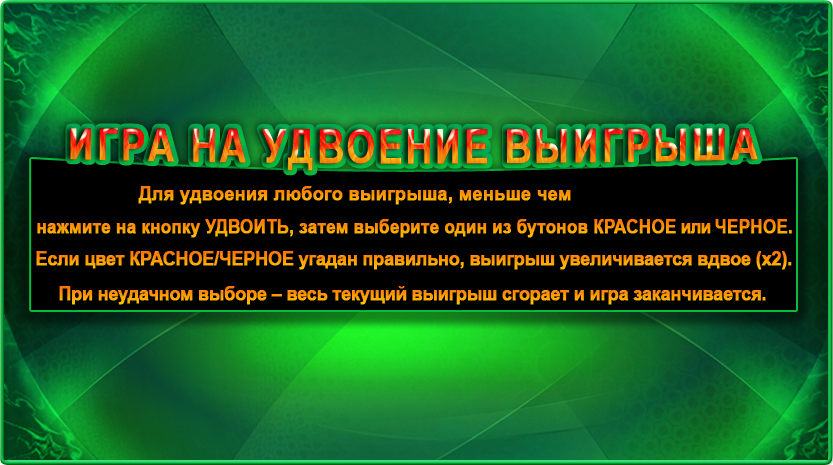 ИГРА НА УДВОЕНИЕ ВЫИГРЫША
Для удвоения любого выигрыша, меньше чем
нажмите на кнопку УДВОИТЬ, затем выберите один из бутонов КРАСНОЕ или ЧЕРНОЕ.
Если цвет КРАСНОЕ/ЧЕРНОЕ угадан правильно, выигрыш увеличивается вдвое (x2).
При неудачном выборе – весь текущий выигрыш сгорает и игра заканчивается.